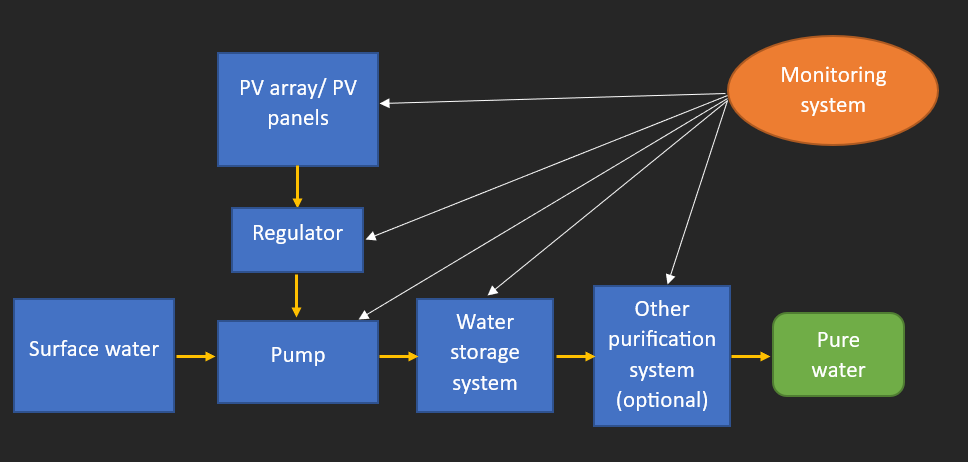 PV array/ PV
panels
Monitoring
system
Regulator
Surface water
Pump
Water
storage
system
Other
purification
system
(optional)
Pure
water